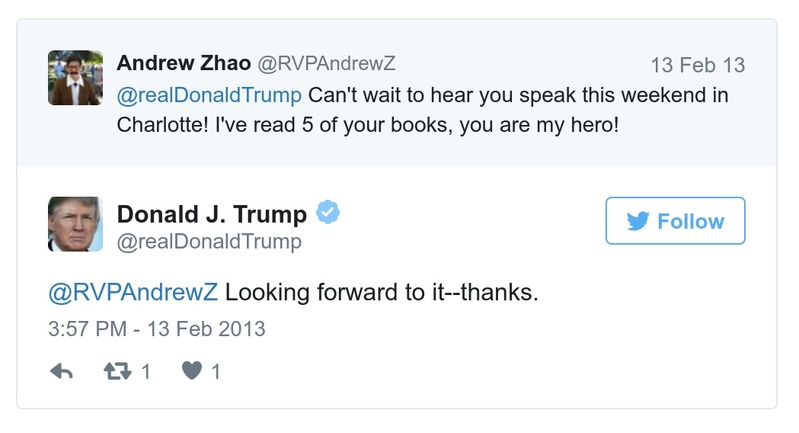 Andrew Zhao @RVPAndrewZ 13 Feb 13
@realDonaldTrump Can't wait to hear you speak this weekend in
Charlotte! I've read 5 of your books, you are my hero!
Donald J. Trump
@realDonaldTrump
Follow
@RVPAndrewZ Looking forward to it--thanks.
3:57 PM - 13 Feb 2013
1 1